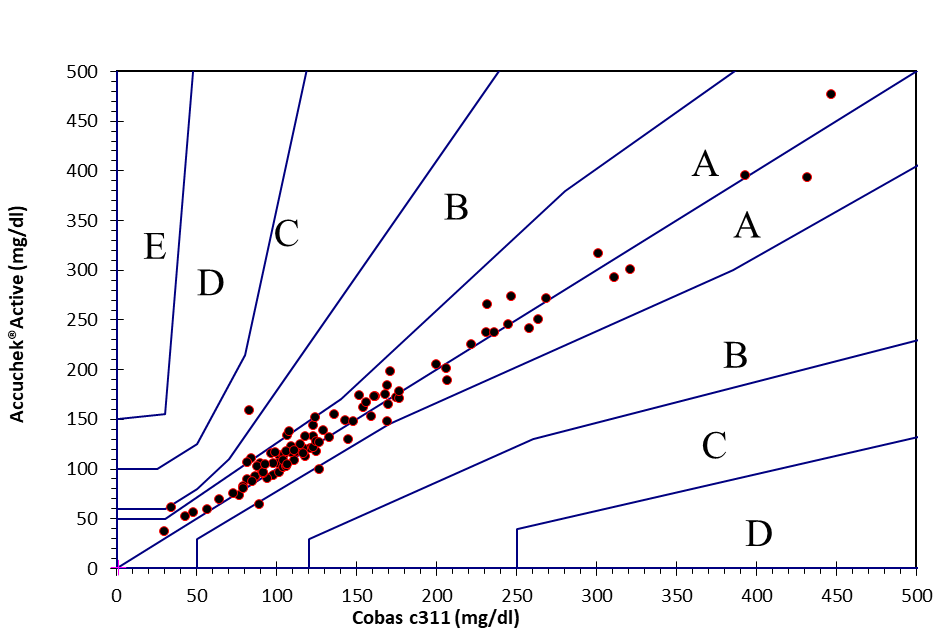 500
450
400
350
300
250
200
150
100
50
0
0 50 100 150 200 250 300 350 400 450 500
Accuchek®Active (mg/dl)
Cobas c311 (mg/dl)
E
D
C
B
A
A
B
C
D